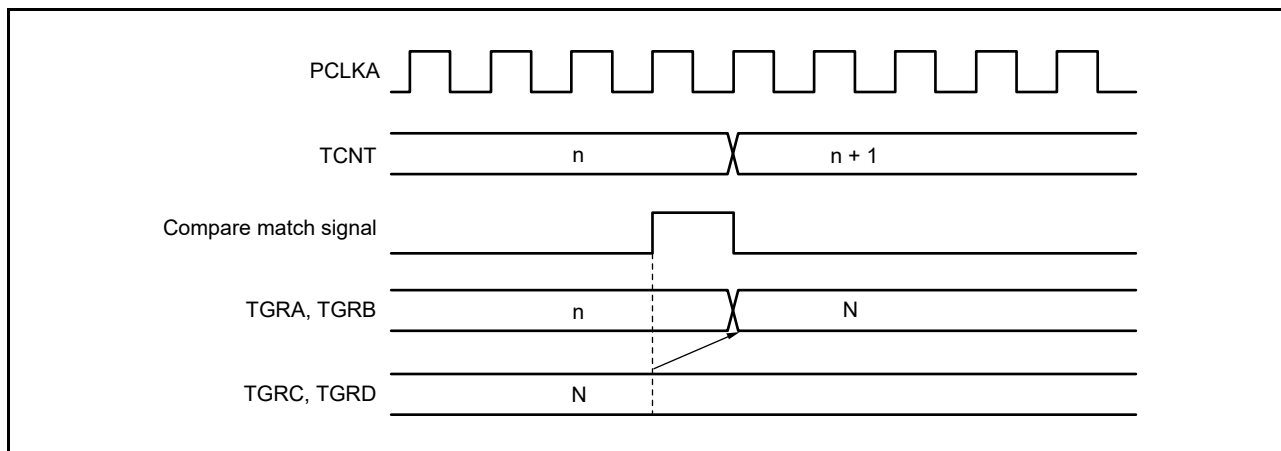 PCLKA
TCNT n n + 1
Compare match signal
TGRA, TGRB n N
TGRC, TGRD N